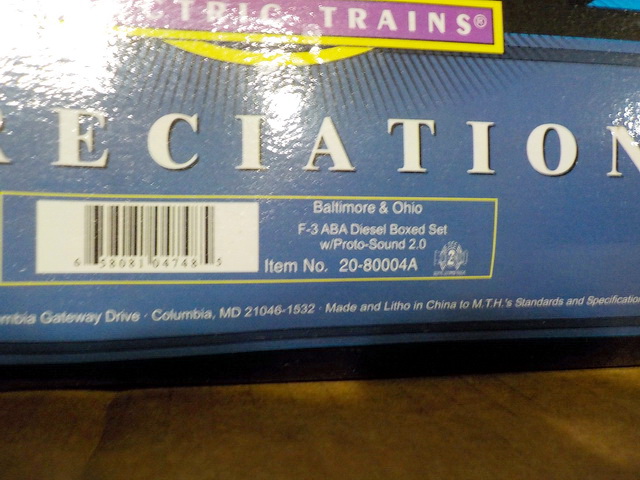 CTRIC TRAINS®
RECIATION
Baltimore & Ohio
F-3 ABA Diesel Boxed Set
w/Proto-Sound 2.0
6 58081 04748 5
Item No. 20-80004A
mbia Gateway Drive · Columbia, MD 21046-1532 · Made and Litho in China to M.T.H.'s Standards and Specification